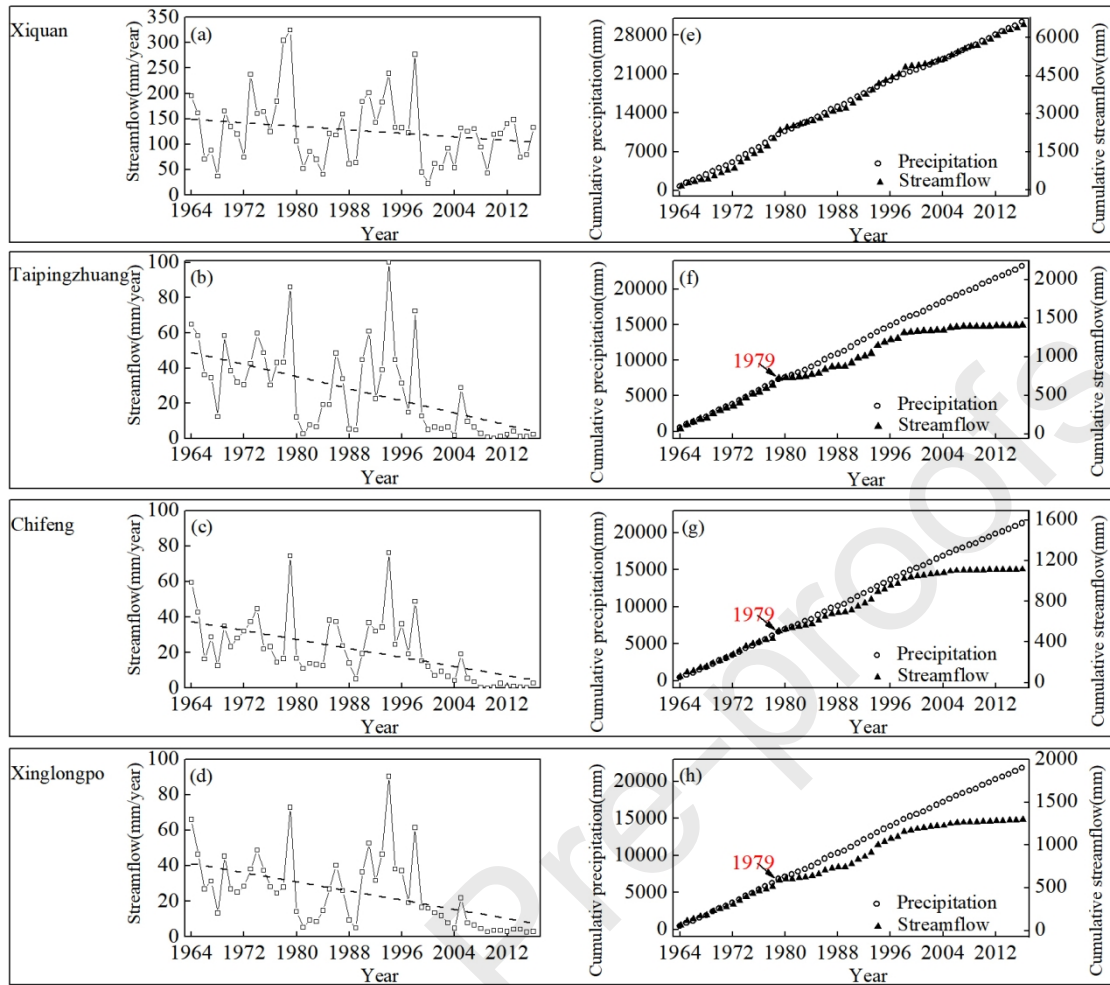 Xiquan
(a)
Streamflow(mm/year)
350
300
250
200
150
100
50
0
1964 1972 1980 1988 1996 2004 2012
Year
(e)
Cumulative precipitation(mm)
28000
21000
14000
7000
0
Precipitation
Streamflow
1964 1972 1980 1988 1996 2004 2012
Year
6000
4500
3000
1500
0
Cumulative streamflow(mm)
Taipingzhuang
(b)
Streamflow(mm/year)
100
80
60
40
20
0
1964 1972 1980 1988 1996 2004 2012
Year
(f)
Cumulative precipitation(mm)
20000
15000
10000
5000
0
1979
Precipitation
Streamflow
1964 1972 1980 1988 1996 2004 2012
Year
2000
1500
1000
500
0
Cumulative streamflow(mm)
Chifeng
(c)
Streamflow(mm/year)
100
80
60
40
20
0
1964 1972 1980 1988 1996 2004 2012
Year
(g)
Cumulative precipitation(mm)
20000
15000
10000
5000
0
1979
Precipitation
Streamflow
1964 1972 1980 1988 1996 2004 2012
Year
1600
1200
800
400
0
Cumulative streamflow(mm)
Xinglongpo
(d)
Streamflow(mm/year)
100
80
60
40
20
0
1964 1972 1980 1988 1996 2004 2012
Year
(h)
Cumulative precipitation(mm)
20000
15000
10000
5000
0
1979
Precipitation
Streamflow
1964 1972 1980 1988 1996 2004 2012
Year
2000
1500
1000
500
0
Cumulative streamflow(mm)
Pre-proofs